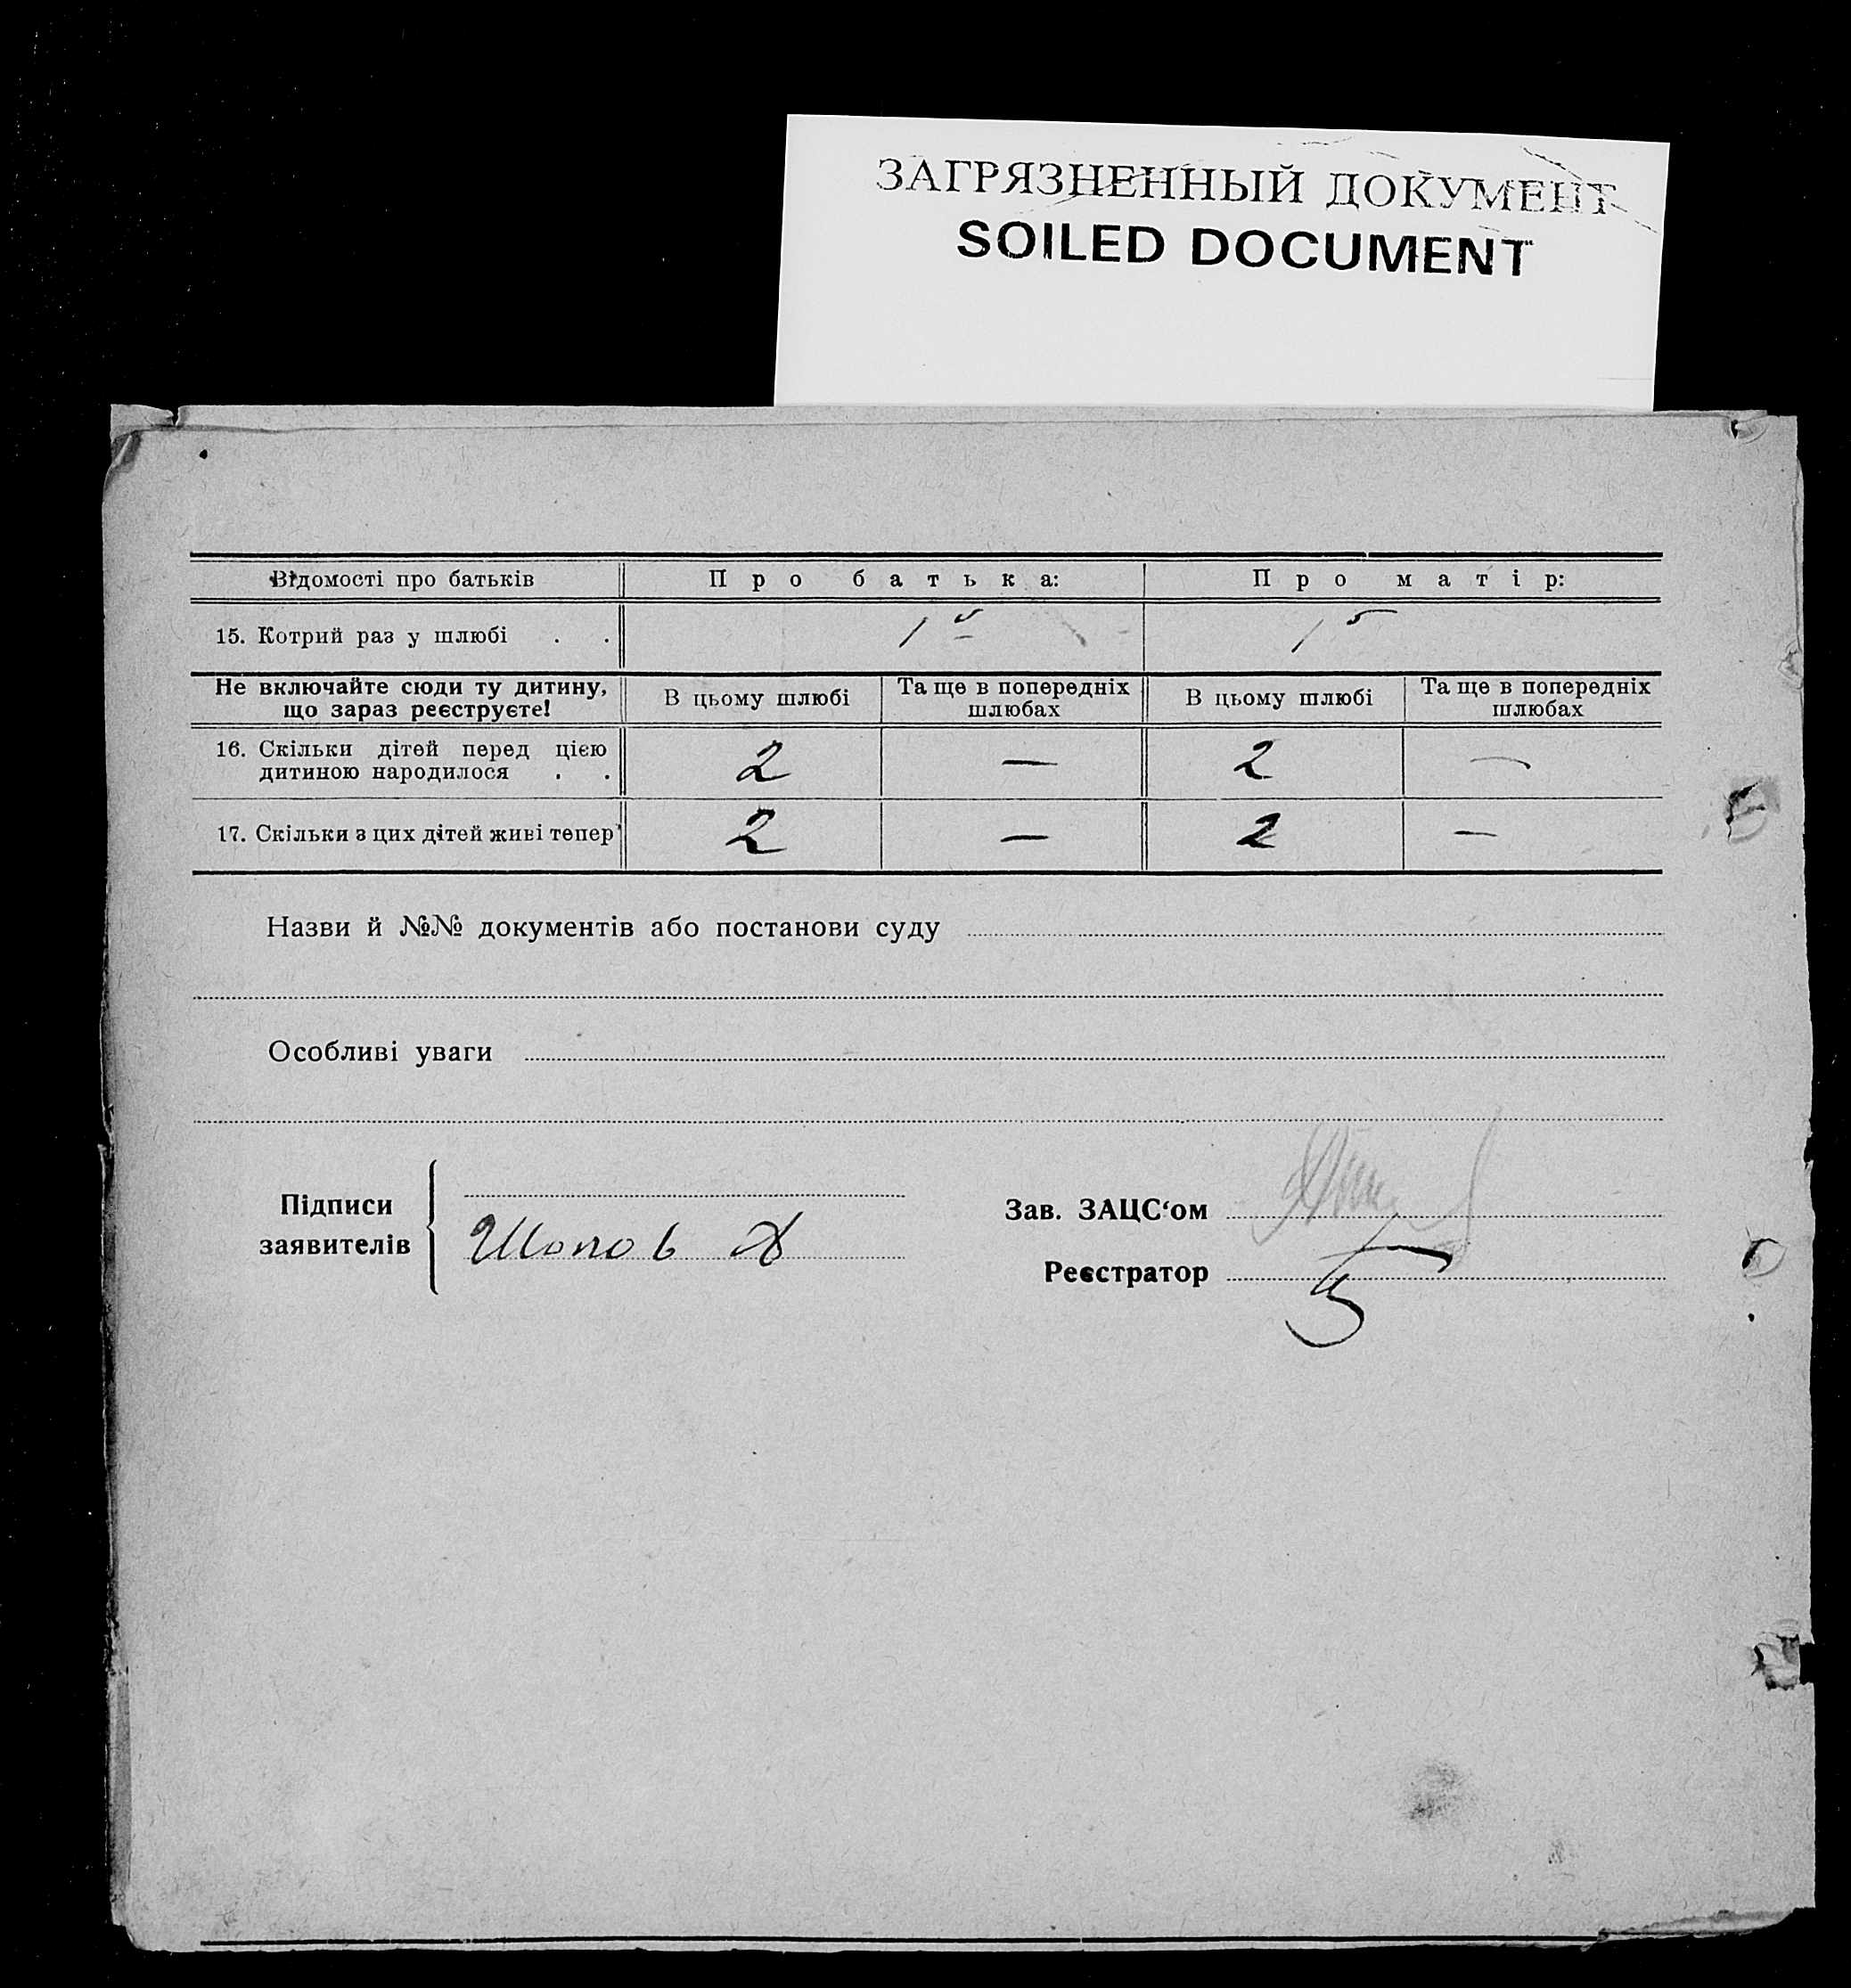 ЗАГРЯЗНЕННЫЙ ДОКУМЕНТ
SOILED DOCUMENT
Відомості про батьків Про батька: Про матір:
15. Котрий раз у шлюбі . . 1 1
Не включайте сюди ту дитину, що зараз реєструєте! В цьому шлюбі Та ще в попередніх шлюбах В цьому шлюбі Та ще в попередніх шлюбах
16. Скільки дітей перед цією дитиною народилося . . 2 — 2 —
17. Скільки з цих дітей живі тепер 2 — 2 —
Назви й №№ документів або постанови суду
Особливі уваги
Підписи заявителів
Зав. ЗАЦС‘ом
Реєстратор